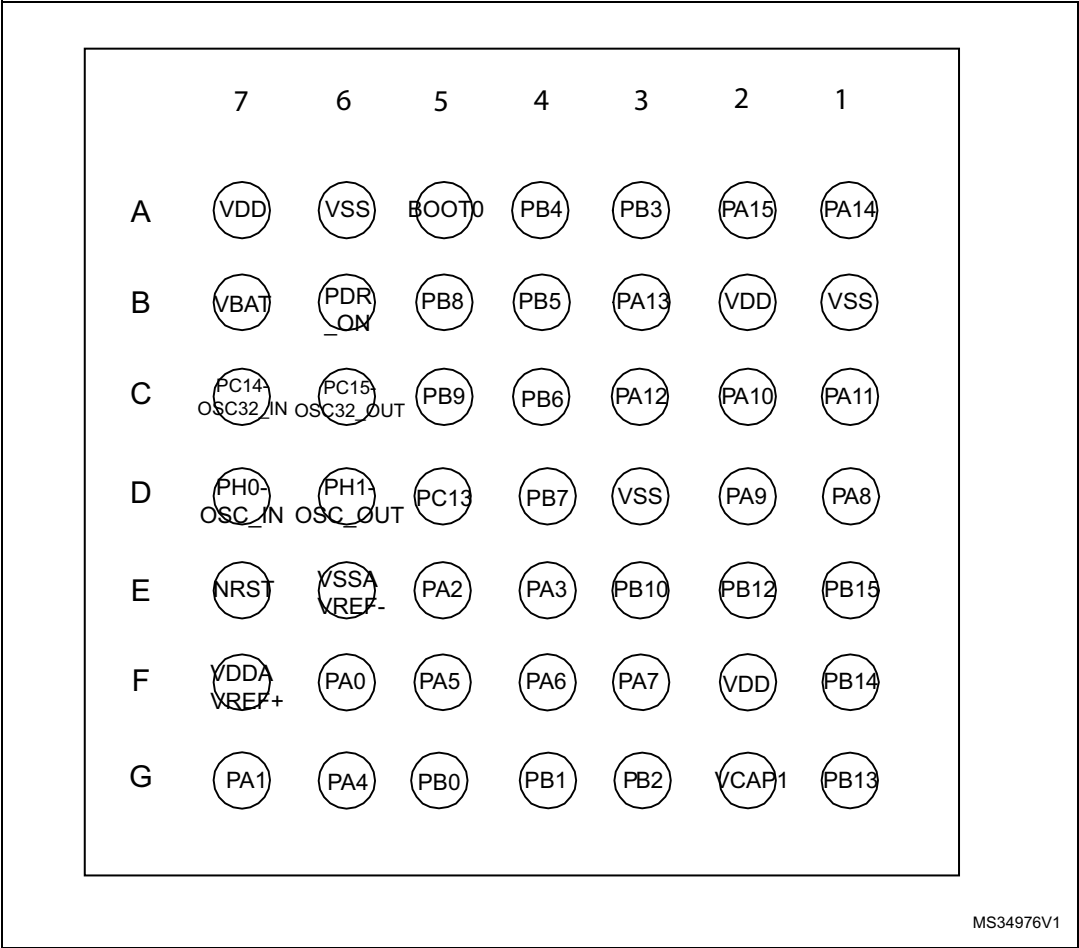 7 6 5 4 3 2 1
A VDD VSS BOOT0 PB4 PB3 PA15 PA14
B VBAT PDR _ON PB8 PB5 PA13 VDD VSS
C PC14- OSC32_IN PC15- OSC32_OUT PB9 PB6 PA12 PA10 PA11
D PH0- OSC_IN PH1- OSC_OUT PC13 PB7 VSS PA9 PA8
E NRST VSSA VREF- PA2 PA3 PB10 PB12 PB15
F VDDA VREF+ PA0 PA5 PA6 PA7 VDD PB14
G PA1 PA4 PB0 PB1 PB2 VCAP1 PB13
MS34976V1